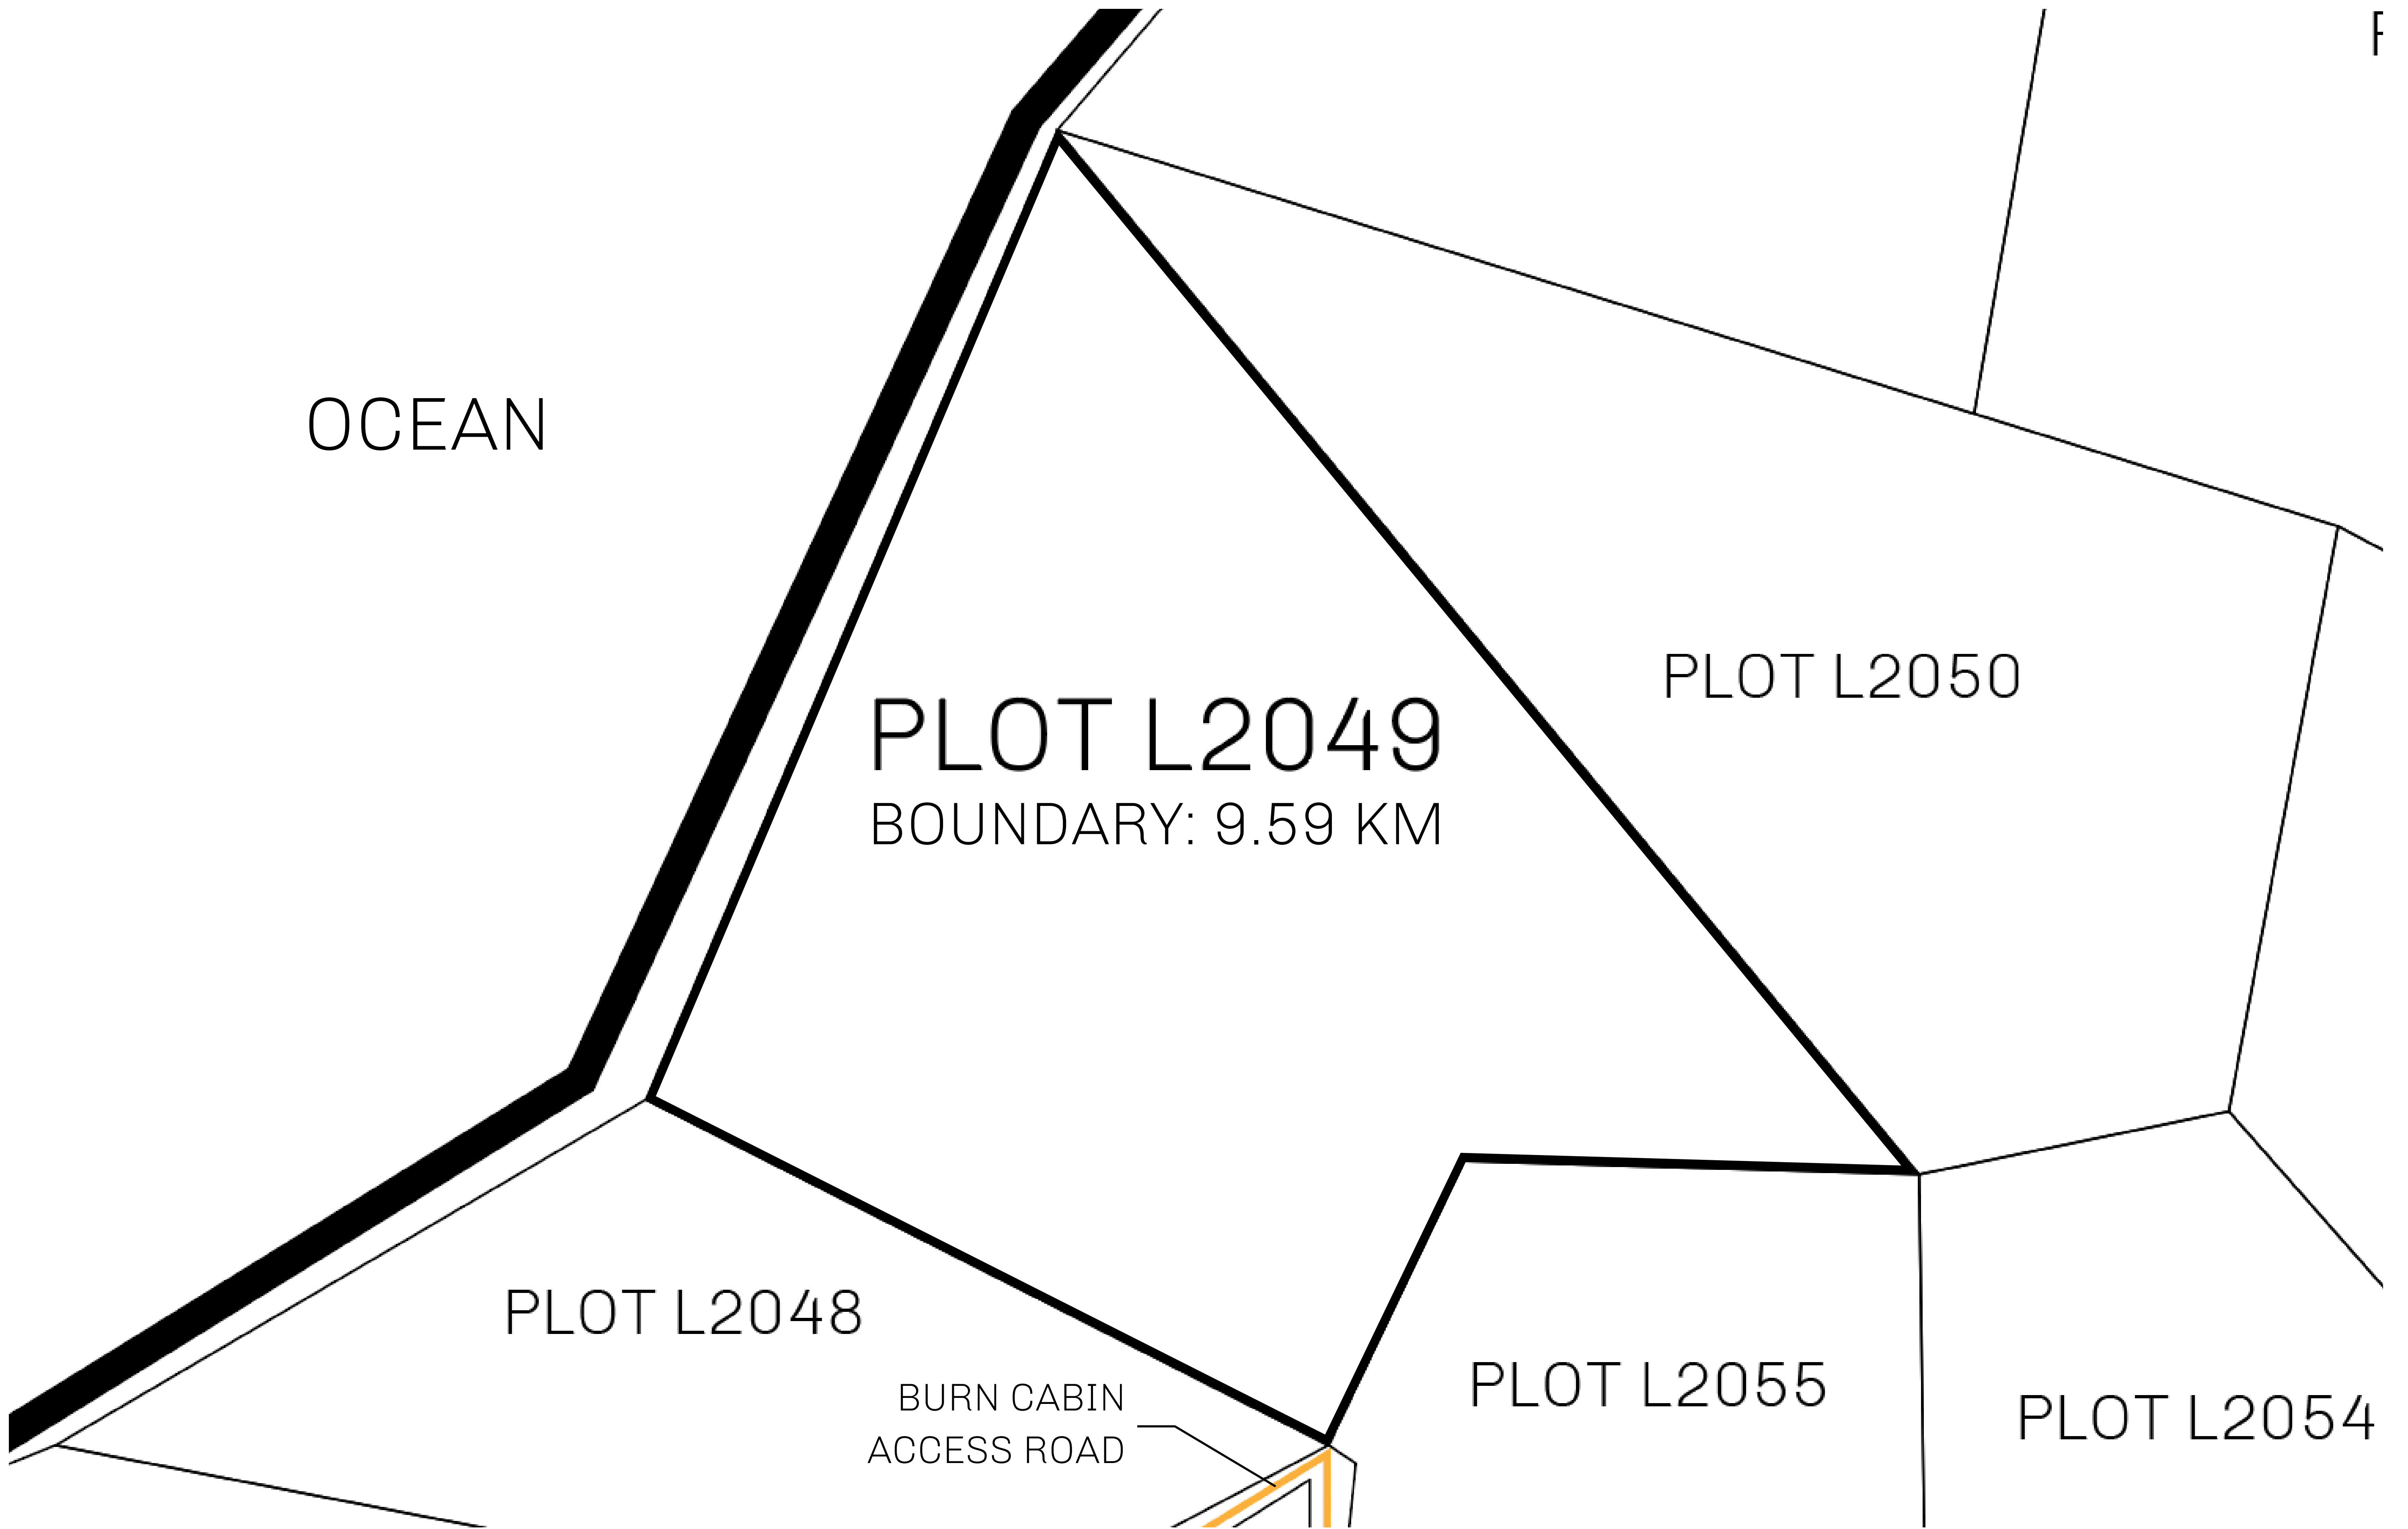 OCEAN
PLOT L2050
PLOT L2049
BOUNDARY: 9.59 KM
PLOT L2048
PLOT L2055
BURN CABIN
ACCESS ROAD
PLOT L2054